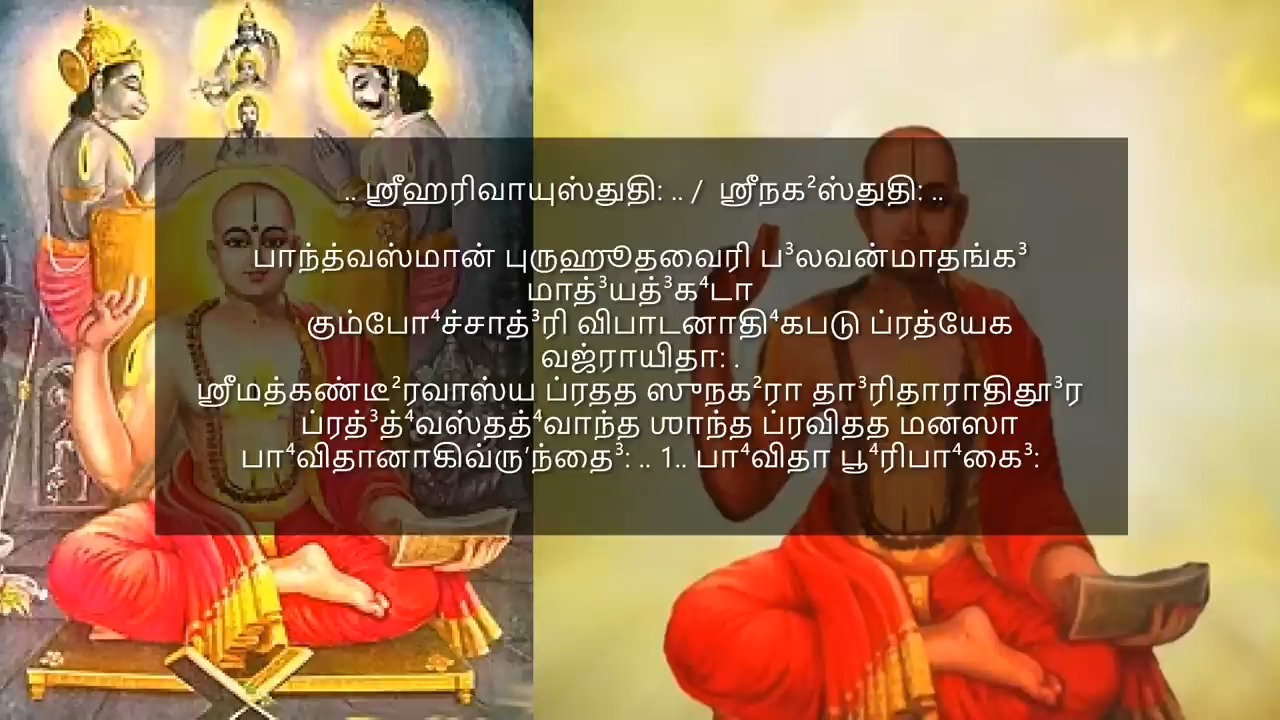 .. ஶ்ரீஹரிவாயுஸ்துதி: .. / ஶ்ரீநக²ஸ்துதி: ..
பாந்த்வஸ்மான் புருஹூதவைரி ப³லவன்மாதங்க³
மாத்³யத்³க⁴டா
கும்போ⁴ச்சாத்³ரி விபாடனாதி⁴கபடு ப்ரத்யேக
வஜ்ராயிதா: .
ஶ்ரீமத்கண்டீ²ரவாஸ்ய ப்ரதத ஸுநக²ரா தா³ரிதாராதிதூ³ர
ப்ரத்³த்⁴வஸ்தத்⁴வாந்த ஶாந்த ப்ரவிதத மனஸா
பா⁴விதானாகிவ்ருʼந்தை³: .. 1.. பா⁴விதா பூ⁴ரிபா⁴கை³: